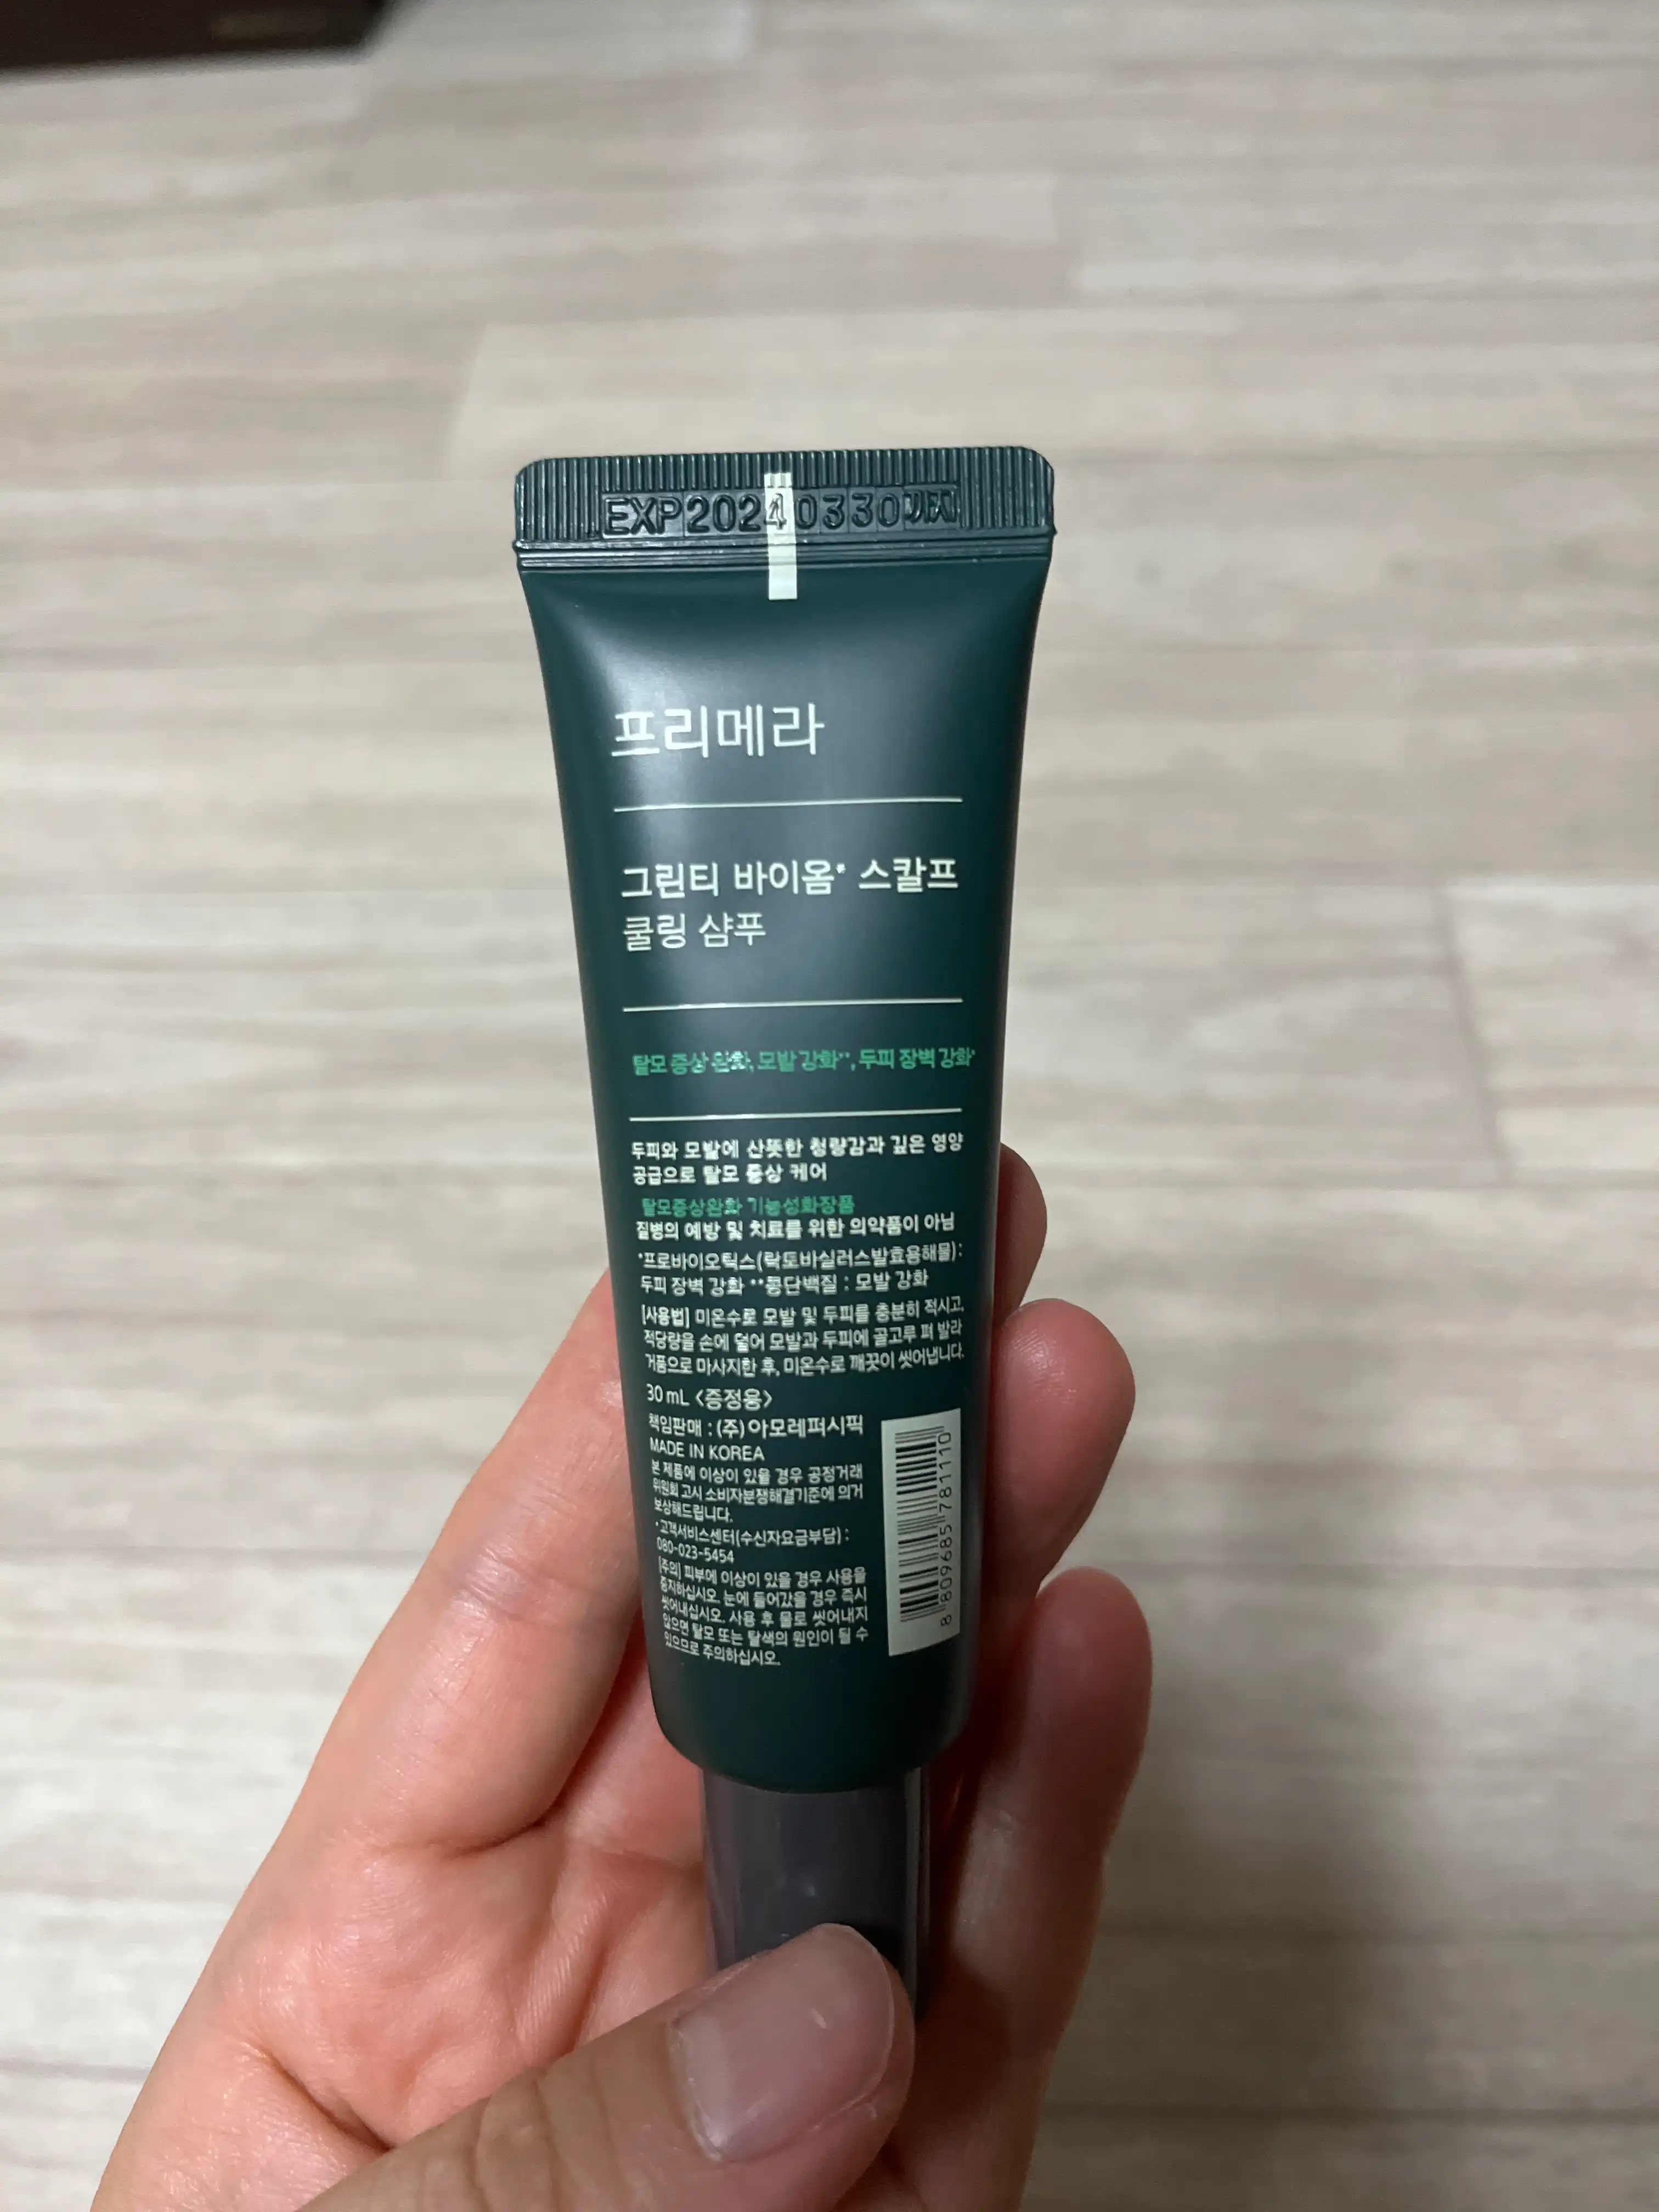 EXP20240330까지
프리메라
그린티 바이옴* 스칼프
쿨링 샴푸
탈모 증상 완화, 모발 강화**, 두피 장벽 강화*
두피와 모발에 산뜻한 청량감과 깊은 영양
공급으로 탈모 증상 케어
탈모증상완화 기능성화장품
질병의 예방 및 치료를 위한 의약품이 아님
*프로바이오틱스(락토바실러스발효용해물):
두피 장벽 강화 **콩단백질 : 모발 강화
[사용법] 미온수로 모발 및 두피를 충분히 적시고,
적당량을 손에 덜어 모발과 두피에 골고루 펴 발라
거품으로 마사지한 후, 미온수로 깨끗이 씻어냅니다.
30 mL <증정용>
책임판매 : (주)아모레퍼시픽
MADE IN KOREA
본 제품에 이상이 있을 경우 공정거래
위원회 고시 소비자분쟁해결기준에 의거
보상해드립니다.
*고객서비스센터(수신자요금부담) :
080-023-5454
[주의] 피부에 이상이 있을 경우 사용을
중지하십시오. 눈에 들어갔을 경우 즉시
씻어내십시오. 사용 후 물로 씻어내지
않으면 탈모 또는 탈색의 원인이 될 수
있으므로 주의하십시오.
8 809685 781110